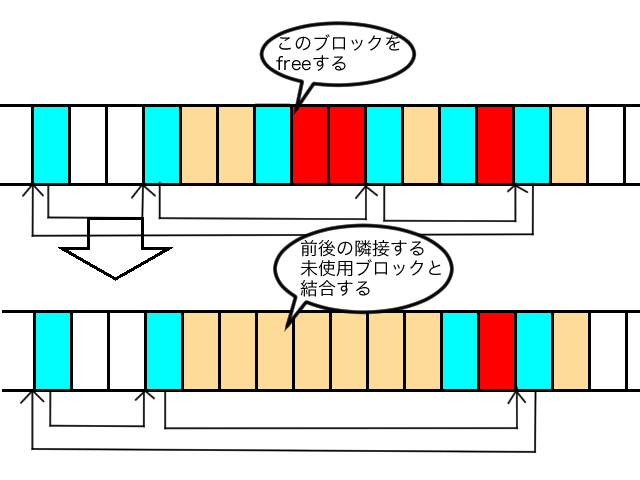 このブロックを
freeする
前後の隣接する
未使用ブロックと
結合する